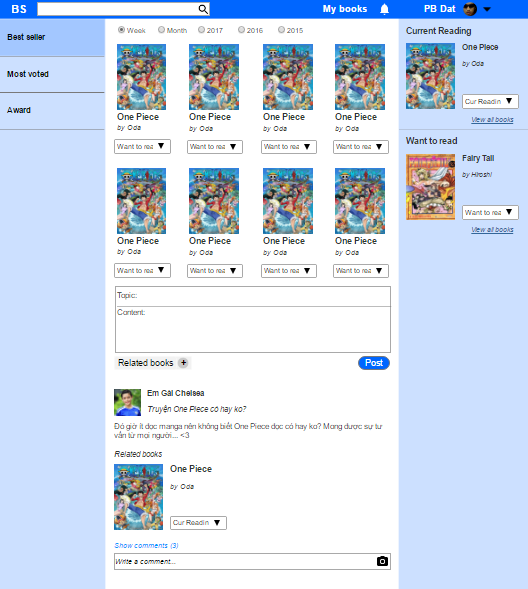 BS
My books
PB Dat
Best seller
Most voted
Award
Week Month 2017 2016 2015
One Piece One Piece One Piece One Piece
by Oda by Oda by Oda by Oda
Want to rea Want to rea Want to rea Want to rea
One Piece One Piece One Piece One Piece
by Oda by Oda by Oda by Oda
Want to rea Want to rea Want to rea Want to rea
Topic:
Content:
Related books +
Post
Em Gái Chelsea
Truyện One Piece có hay ko?
Đó giờ ít đọc manga nên không biết One Piece đọc có hay ko? Mong được sự tư
vấn từ mọi người... <3
Related books
One Piece
by Oda
Cur Readin
Show comments (3)
Write a comment...
Current Reading
One Piece
by Oda
Cur Readin
View all books
Want to read
Fairy Tail
by Hiroshi
Want to rea
View all books